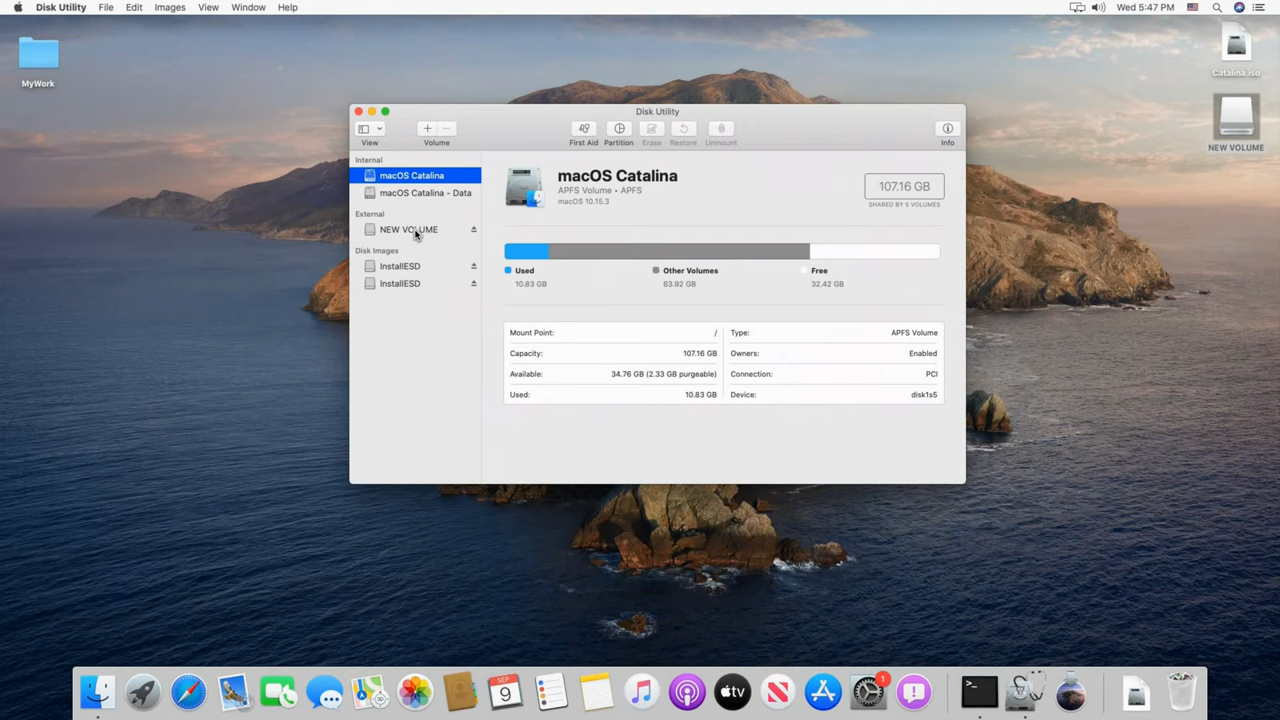 Disk Utility File Edit Images View Window Help
Wed 5:47 PM
MyWork
Catalina.iso
NEW VOLUME
Disk Utility
View
Volume
First Aid
Partition
Erase
Restore
Unmount
Info
Internal
macOS Catalina
macOS Catalina - Data
External
NEW VOLUME
Disk Images
InstallESD
InstallESD
macOS Catalina
APFS Volume • APFS
macOS 10.15.3
107.16 GB
SHARED BY 5 VOLUMES
Used
10.83 GB
Other Volumes
63.92 GB
Free
32.42 GB
Mount Point: /
Capacity: 107.16 GB
Available: 34.76 GB (2.33 GB purgeable)
Used: 10.83 GB
Type: APFS Volume
Owners: Enabled
Connection: PCI
Device: disk1s5
SEP
9
tv
1
>_